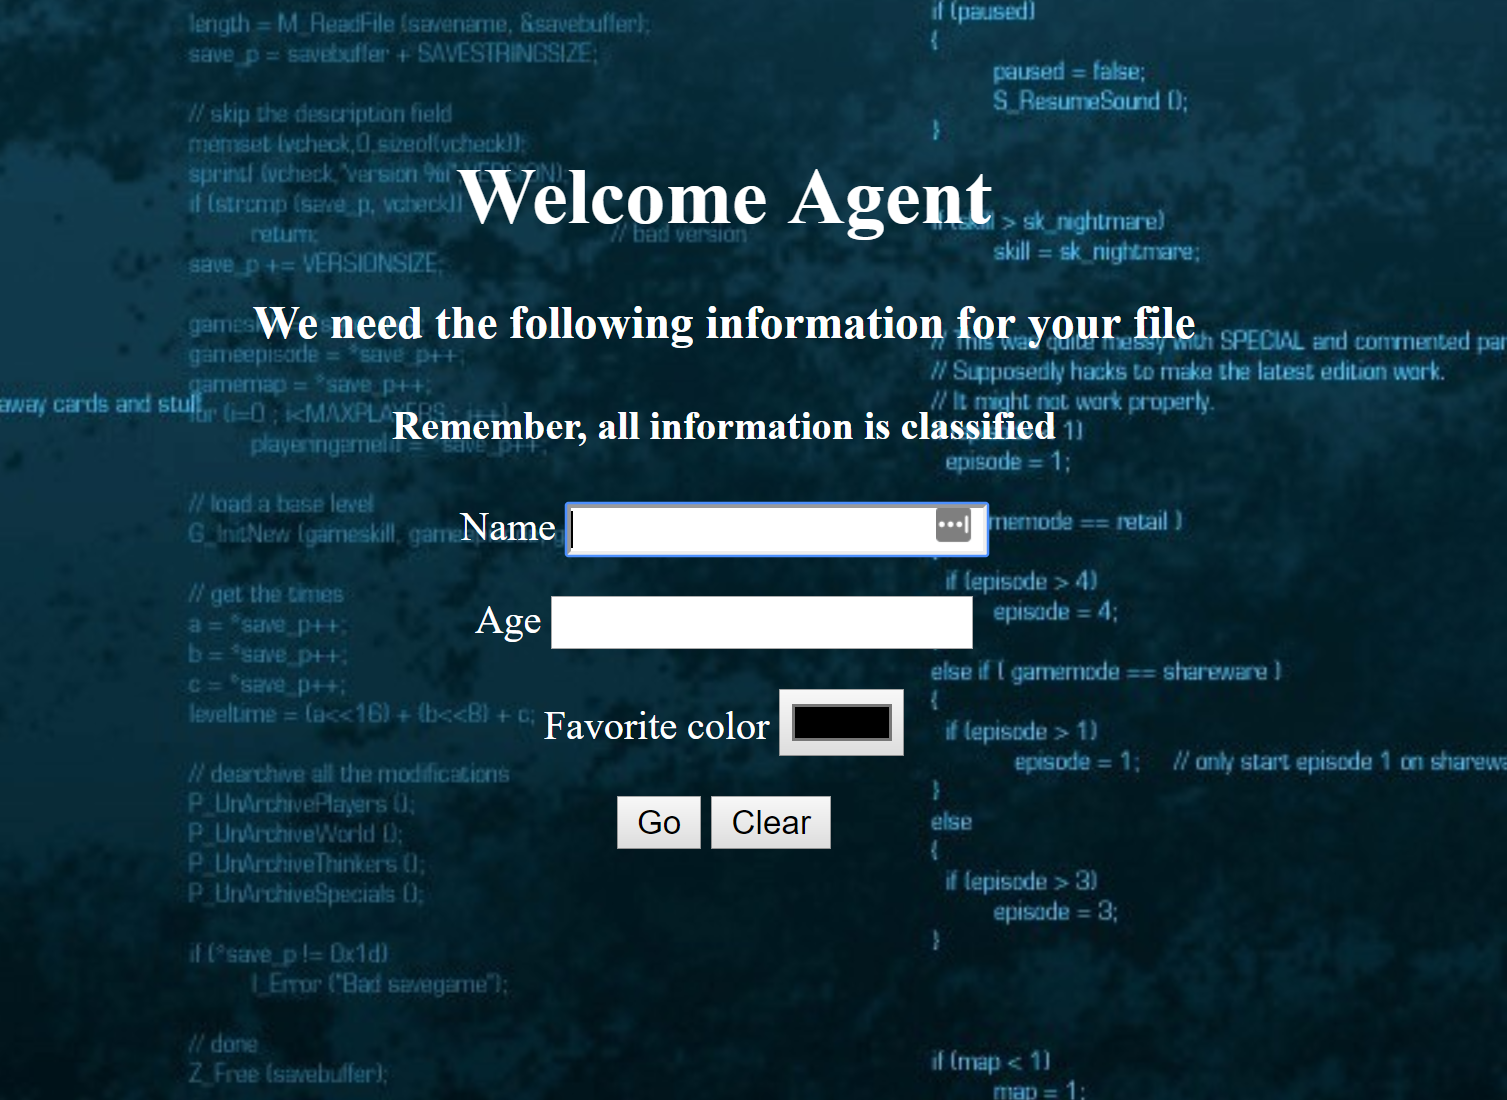 length = M_ReadFile (savename, &savebuffer);
save_p = savebuffer + SAVESTRINGSIZE;
// skip the description field
memset (vcheck,0,sizeof(vcheck));
sprintf (vcheck,"version %i",VERSION);
if (strcmp (save_p, vcheck))
return; // bad version
save_p += VERSIONSIZE;
gameepisode = *save_p++;
gamemap = *save_p++;
for (i=0 ; i<MAXPLAYERS ; i++)
playeringame[i] = *save_p++;
// load a base level
G_InitNew (gameskill,
// get the times
a = *save_p++;
b = *save_p++;
c = *save_p++;
leveltime = (a<<16) + (b<<8) + c;
// dearchive all the modifications
P_UnArchivePlayers ();
P_UnArchiveWorld ();
P_UnArchiveThinkers ();
P_UnArchiveSpecials ();
if (*save_p != 0x1d)
I_Error ("Bad savegame");
// done
Z_Free (savebuffer);
away cards and stuff
Welcome Agent
We need the following information for your file
Remember, all information is classified
Name
Age
Favorite color
Go Clear
if (paused)
{
paused = false;
S_ResumeSound ();
}
if (skill > sk_nightmare)
skill = sk_nightmare;
// This was quite messy with SPECIAL and commented par
// Supposedly hacks to make the latest edition work.
// It might not work properly.
1)
episode = 1;
memode == retail )
if (episode > 4)
episode = 4;
else if ( gamemode == shareware )
{
if (episode > 1)
episode = 1; // only start episode 1 on sharewa
}
else
{
if (episode > 3)
episode = 3;
}
if (map < 1)
map = 1;